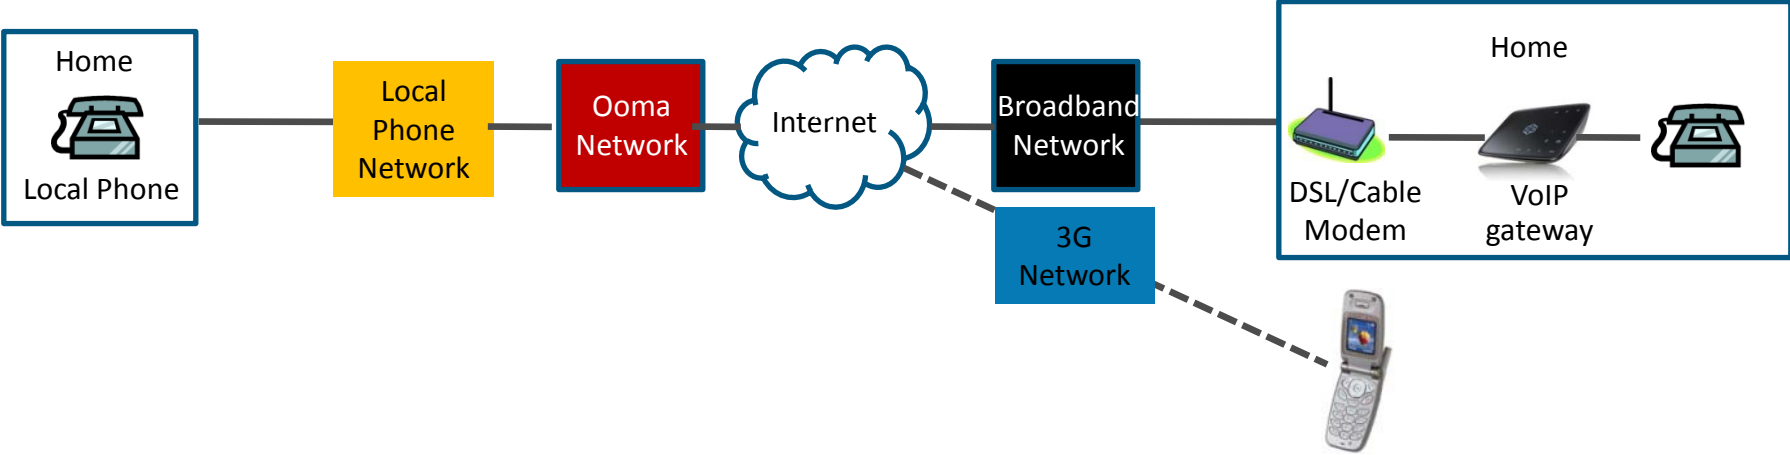 Home
Local Phone
Local
Phone
Network
Ooma
Network
Internet
Broadband
Network
3G
Network
Home
DSL/Cable
Modem
VoIP
gateway